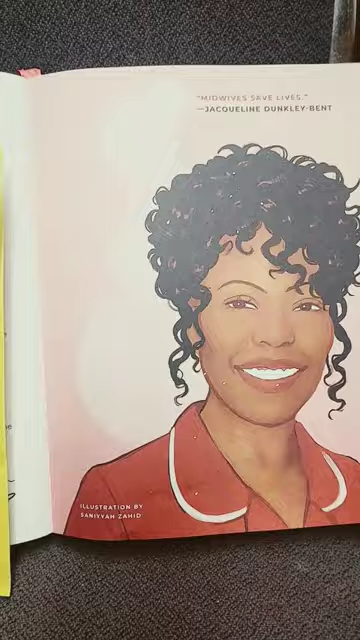 "MIDWIVES SAVE LIVES."
—JACQUELINE DUNKLEY-BENT
ILLUSTRATION BY
SANIYYAH ZAHID